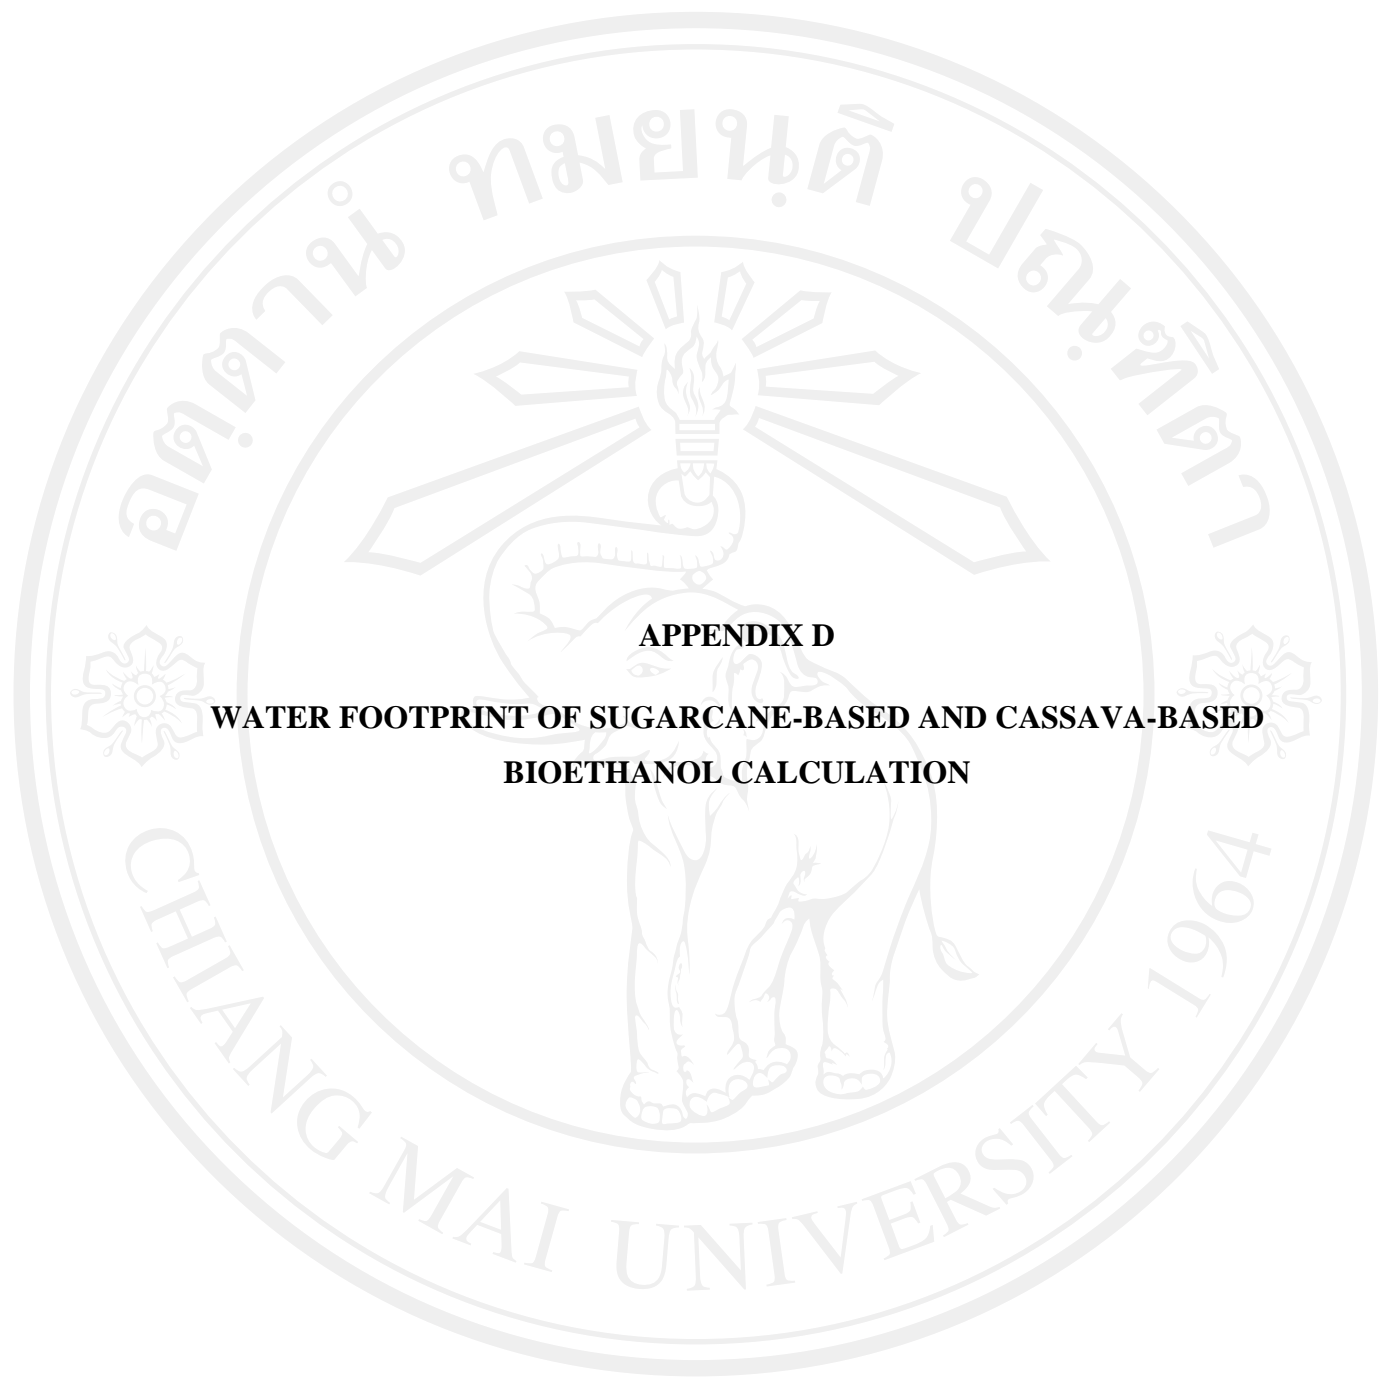 อตฺตานํ ทมยนฺติ ปณฺฑิตา
APPENDIX D
WATER FOOTPRINT OF SUGARCANE-BASED AND CASSAVA-BASED
BIOETHANOL CALCULATION
CHIANG MAI UNIVERSITY 1964